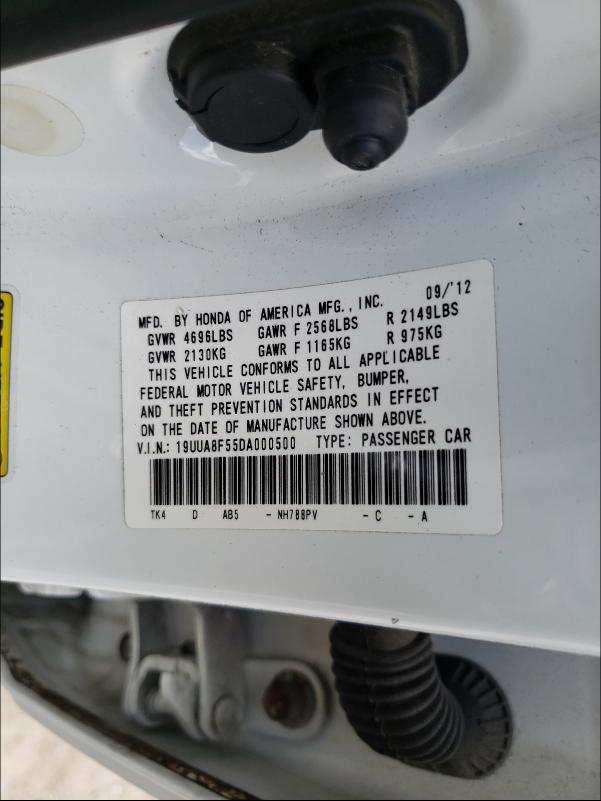 MFD. BY HONDA OF AMERICA MFG., INC. 09/'12
GVWR 4696LBS GAWR F 2568LBS R 2149LBS
GVWR 2130KG GAWR F 1165KG R 975KG
THIS VEHICLE CONFORMS TO ALL APPLICABLE
FEDERAL MOTOR VEHICLE SAFETY, BUMPER,
AND THEFT PREVENTION STANDARDS IN EFFECT
ON THE DATE OF MANUFACTURE SHOWN ABOVE.
V.I.N.: 19UUA8F55DA000500 TYPE: PASSENGER CAR
TK4 D AB5 - NH788PV - C - A